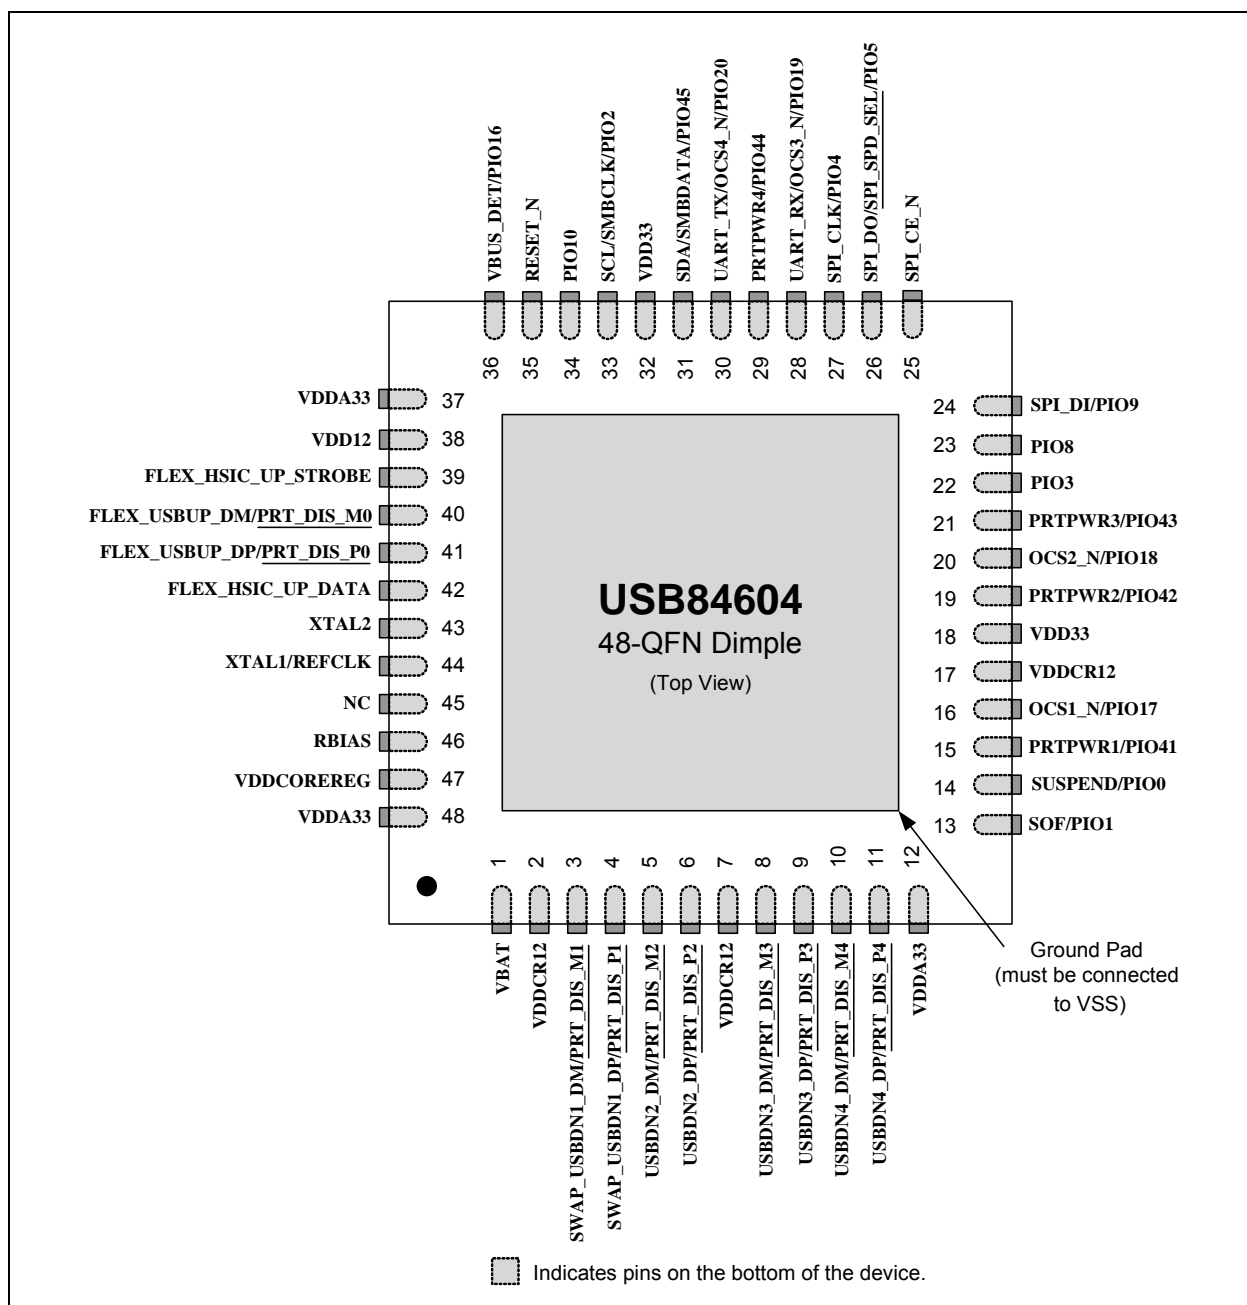 VBUS_DET/PIO16
RESET_N
PIO10
SCL/SMBCLK/PIO2
VDD33
SDA/SMBDATA/PIO45
UART_TX/OCS4_N/PIO20
PRTPWR4/PIO44
UART_RX/OCS3_N/PIO19
SPI_CLK/PIO4
SPI_DO/SPI_SPD_SEL/PIO5
SPI_CE_N
36 35 34 33 32 31 30 29 28 27 26 25
VDDA33 37
VDD12 38
FLEX_HSIC_UP_STROBE 39
FLEX_USBUP_DM/PRT_DIS_M0 40
FLEX_USBUP_DP/PRT_DIS_P0 41
FLEX_HSIC_UP_DATA 42
XTAL2 43
XTAL1/REFCLK 44
NC 45
RBIAS 46
VDDCOREREG 47
VDDA33 48
USB84604
48-QFN Dimple
(Top View)
24 SPI_DI/PIO9
23 PIO8
22 PIO3
21 PRTPWR3/PIO43
20 OCS2_N/PIO18
19 PRTPWR2/PIO42
18 VDD33
17 VDDCR12
16 OCS1_N/PIO17
15 PRTPWR1/PIO41
14 SUSPEND/PIO0
13 SOF/PIO1
1 2 3 4 5 6 7 8 9 10 11 12
VBAT
VDDCR12
SWAP_USBDN1_DM/PRT_DIS_M1
SWAP_USBDN1_DP/PRT_DIS_P1
USBDN2_DM/PRT_DIS_M2
USBDN2_DP/PRT_DIS_P2
VDDCR12
USBDN3_DM/PRT_DIS_M3
USBDN3_DP/PRT_DIS_P3
USBDN4_DM/PRT_DIS_M4
USBDN4_DP/PRT_DIS_P4
VDDA33
Ground Pad
(must be connected
to VSS)
Indicates pins on the bottom of the device.